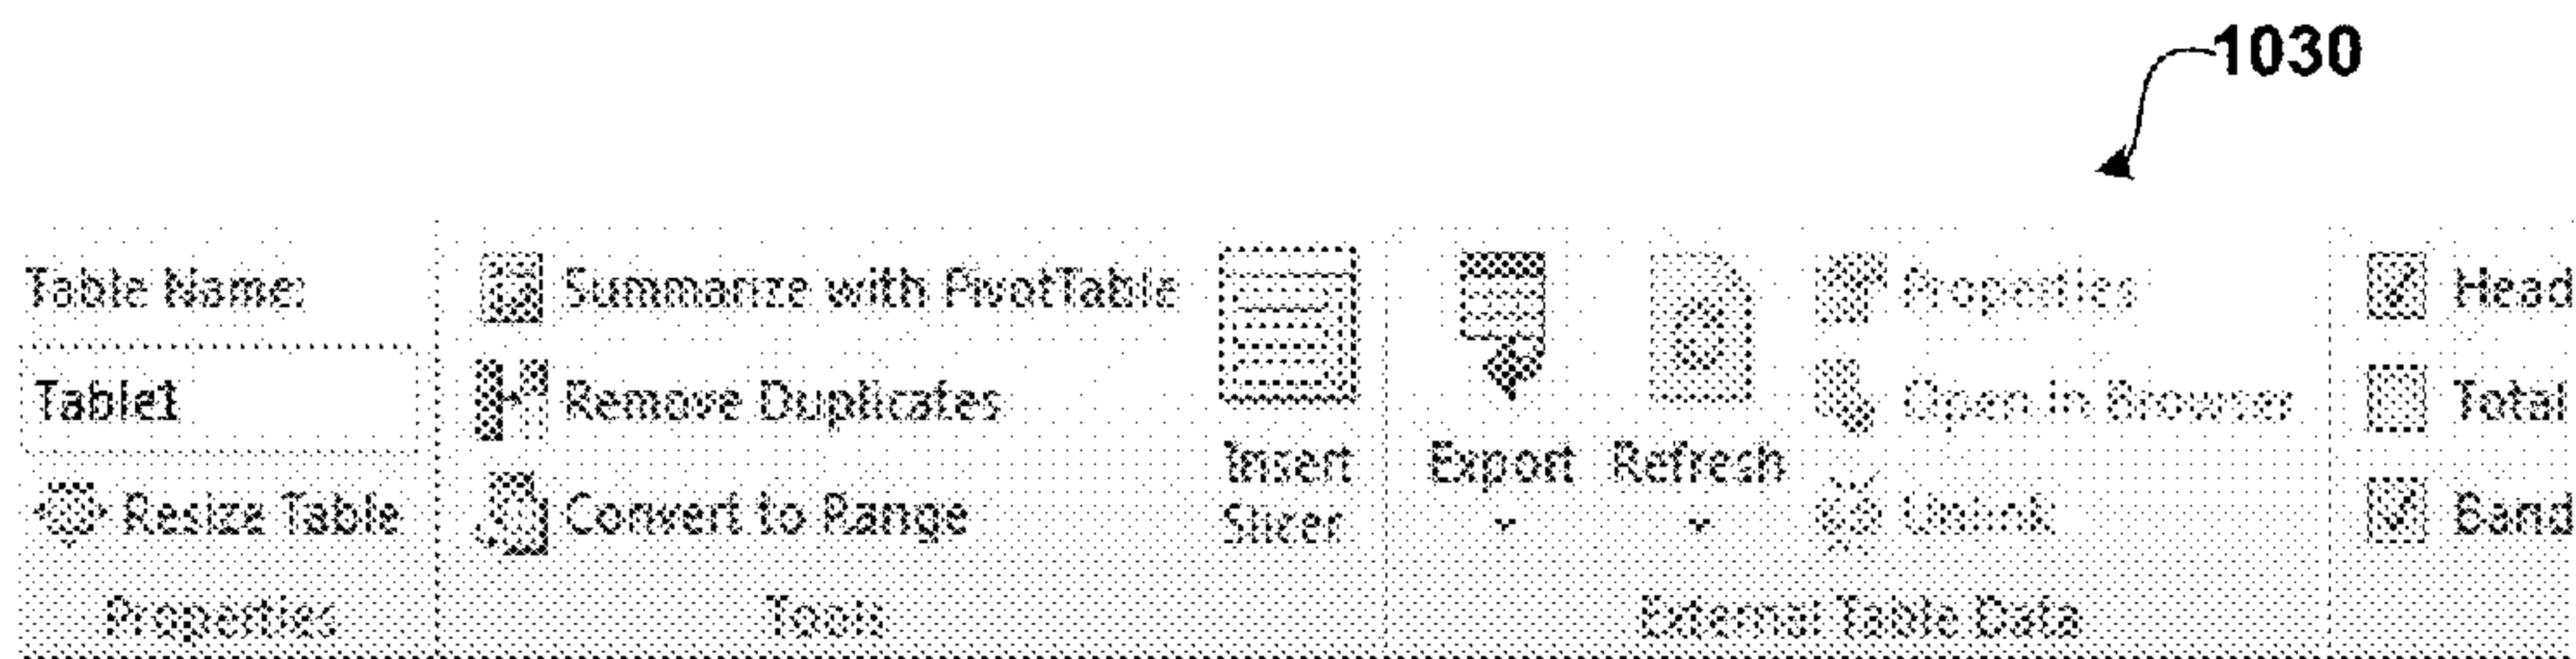 1030
Table Name:
Table1
Resize Table
Properties
Summarize with PivotTable
Remove Duplicates
Convert to Range
Insert
Slicer
Tools
Export
Refresh
Properties
Open in Browser
Unlink
External Table Data
Head
Total
Band